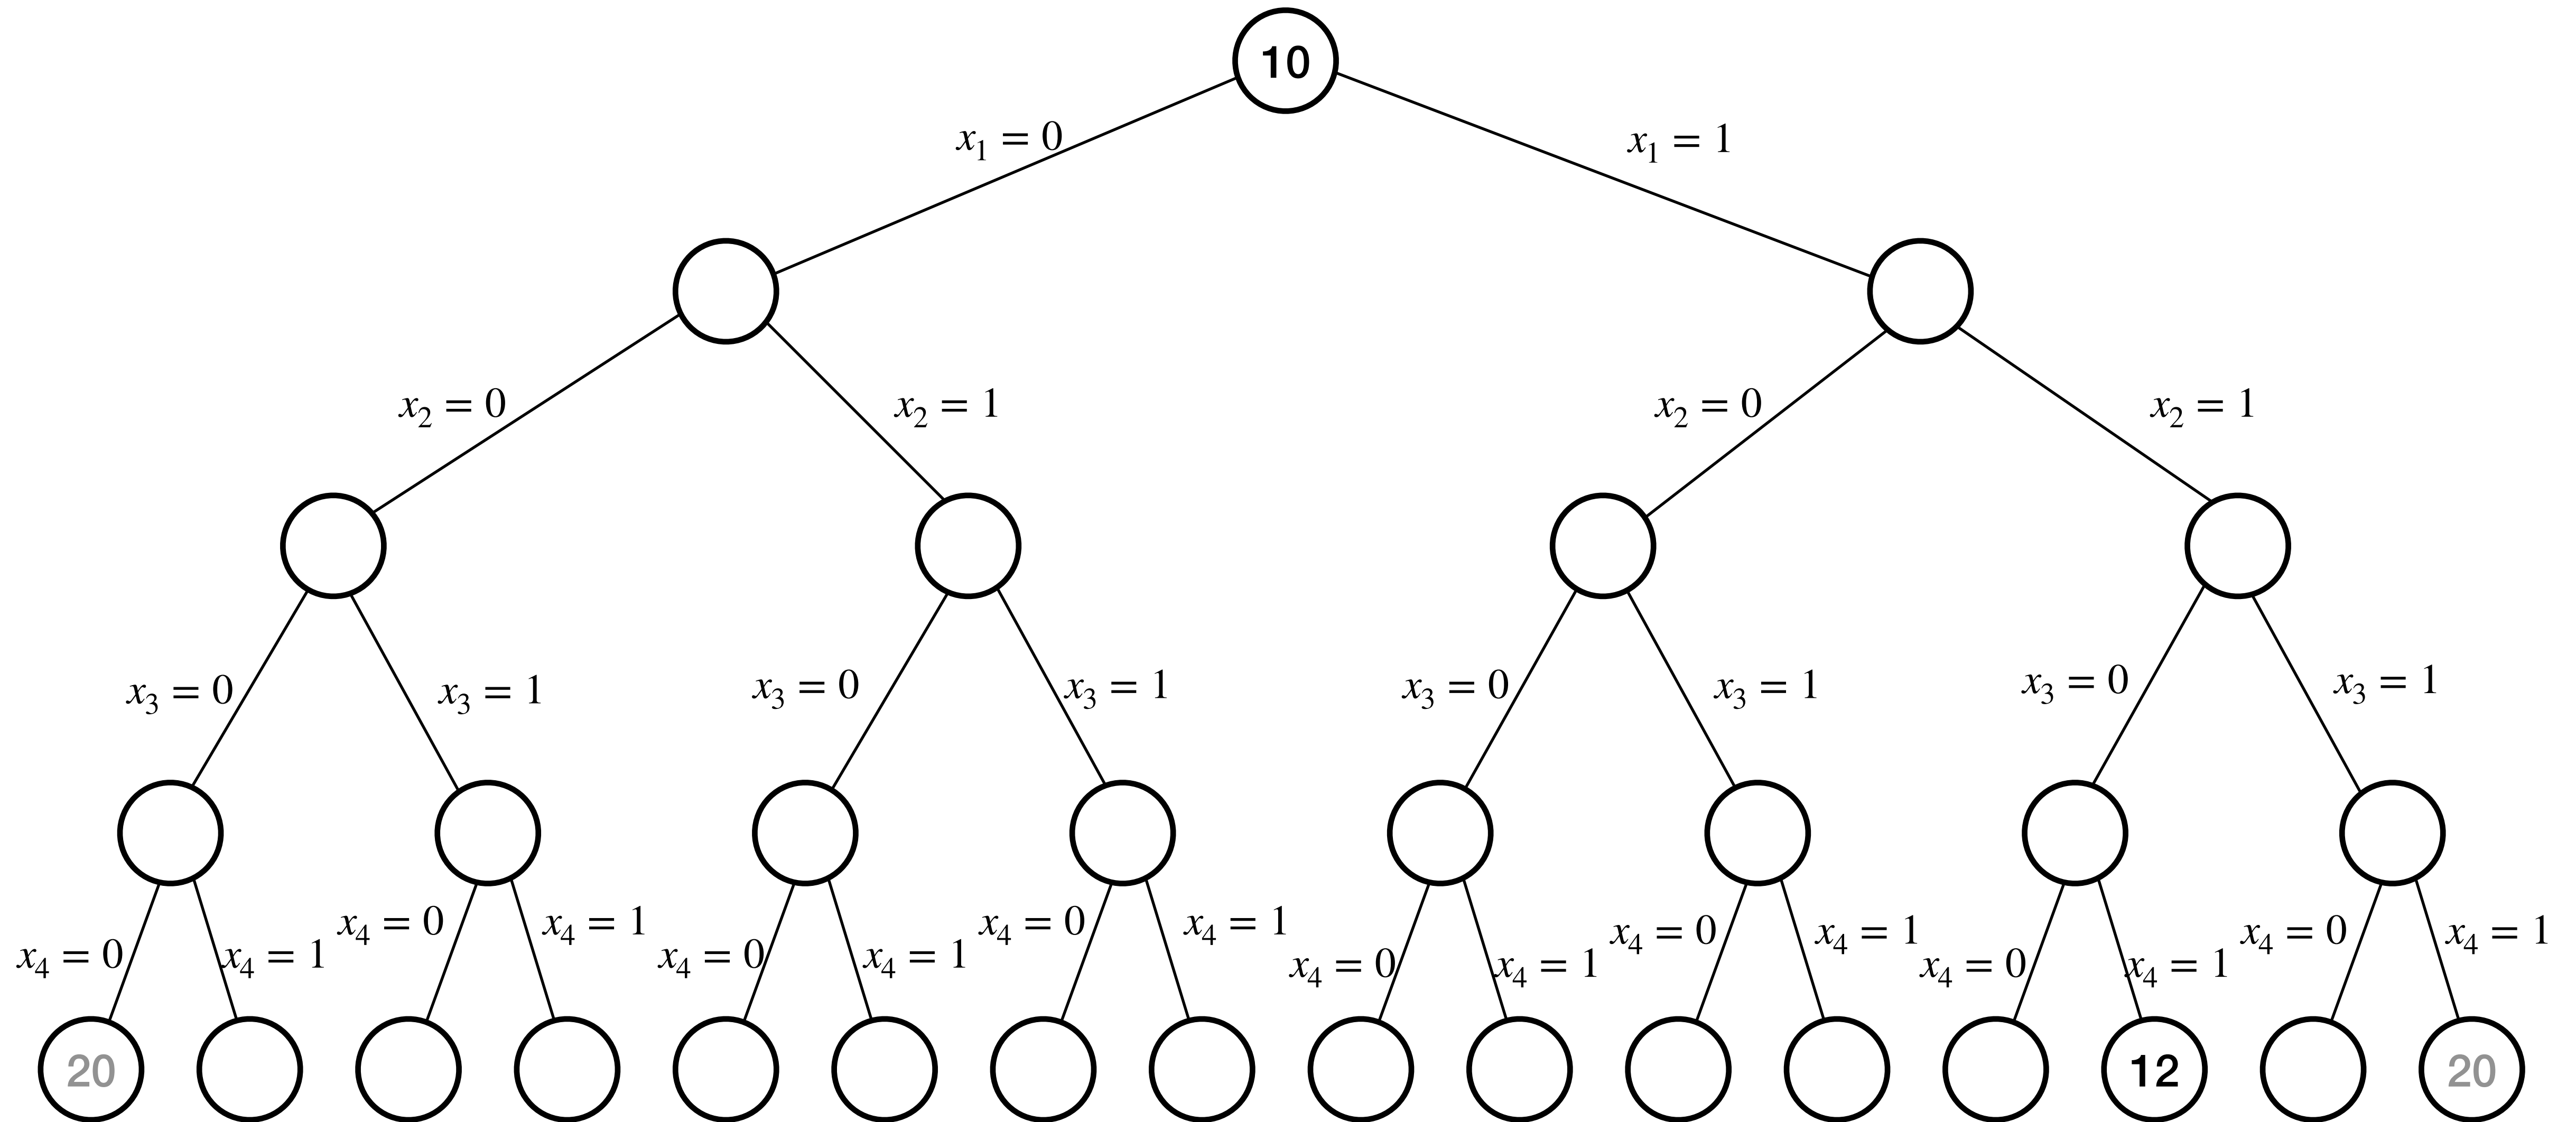 10
x₁ = 0 x₁ = 1
x₂ = 0 x₂ = 1 x₂ = 0 x₂ = 1
x₃ = 0 x₃ = 1 x₃ = 0 x₃ = 1 x₃ = 0 x₃ = 1 x₃ = 0 x₃ = 1
x₄ = 0 x₄ = 1 x₄ = 0 x₄ = 1 x₄ = 0 x₄ = 1 x₄ = 0 x₄ = 1 x₄ = 0 x₄ = 1 x₄ = 0 x₄ = 1 x₄ = 0 x₄ = 1 x₄ = 0 x₄ = 1
20 12 20